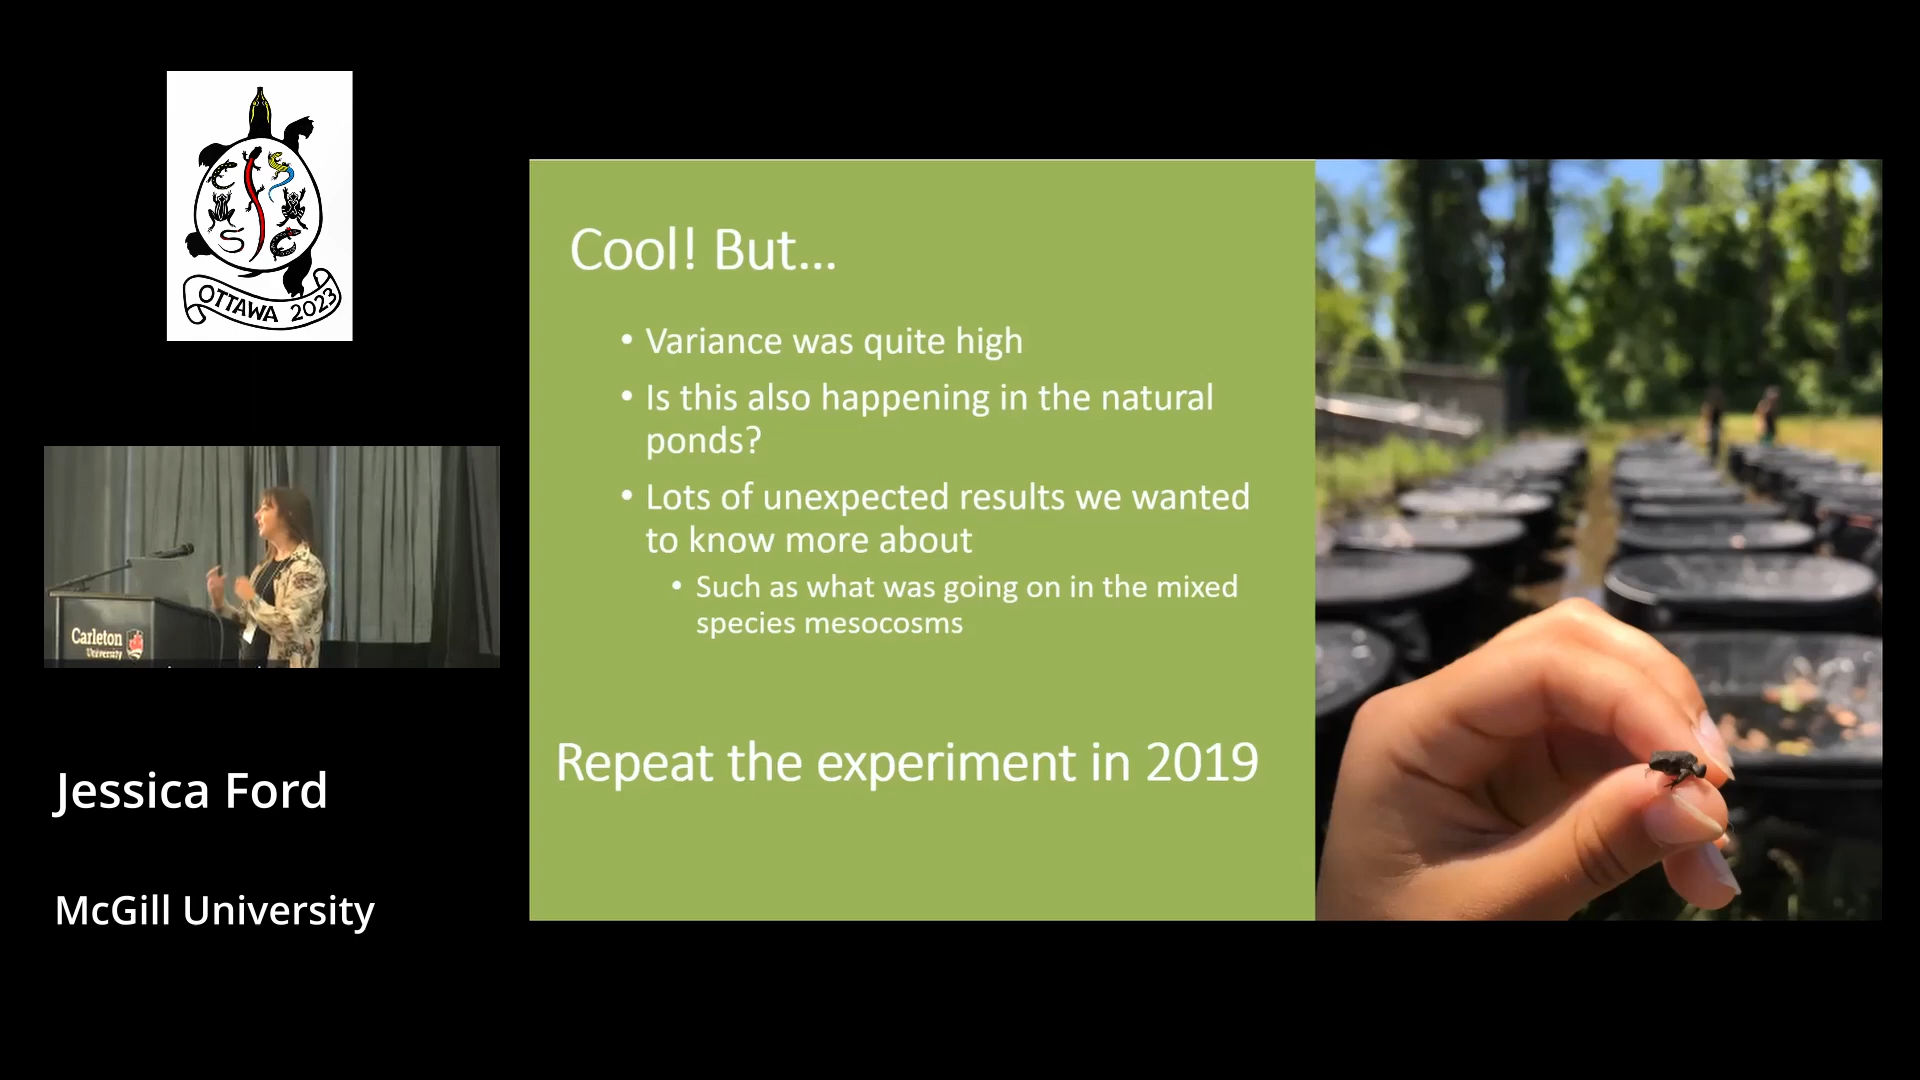 OTTAWA 2023
Carleton
University
Jessica Ford
McGill University
Cool! But...
• Variance was quite high
• Is this also happening in the natural
ponds?
• Lots of unexpected results we wanted
to know more about
• Such as what was going on in the mixed
species mesocosms
Repeat the experiment in 2019